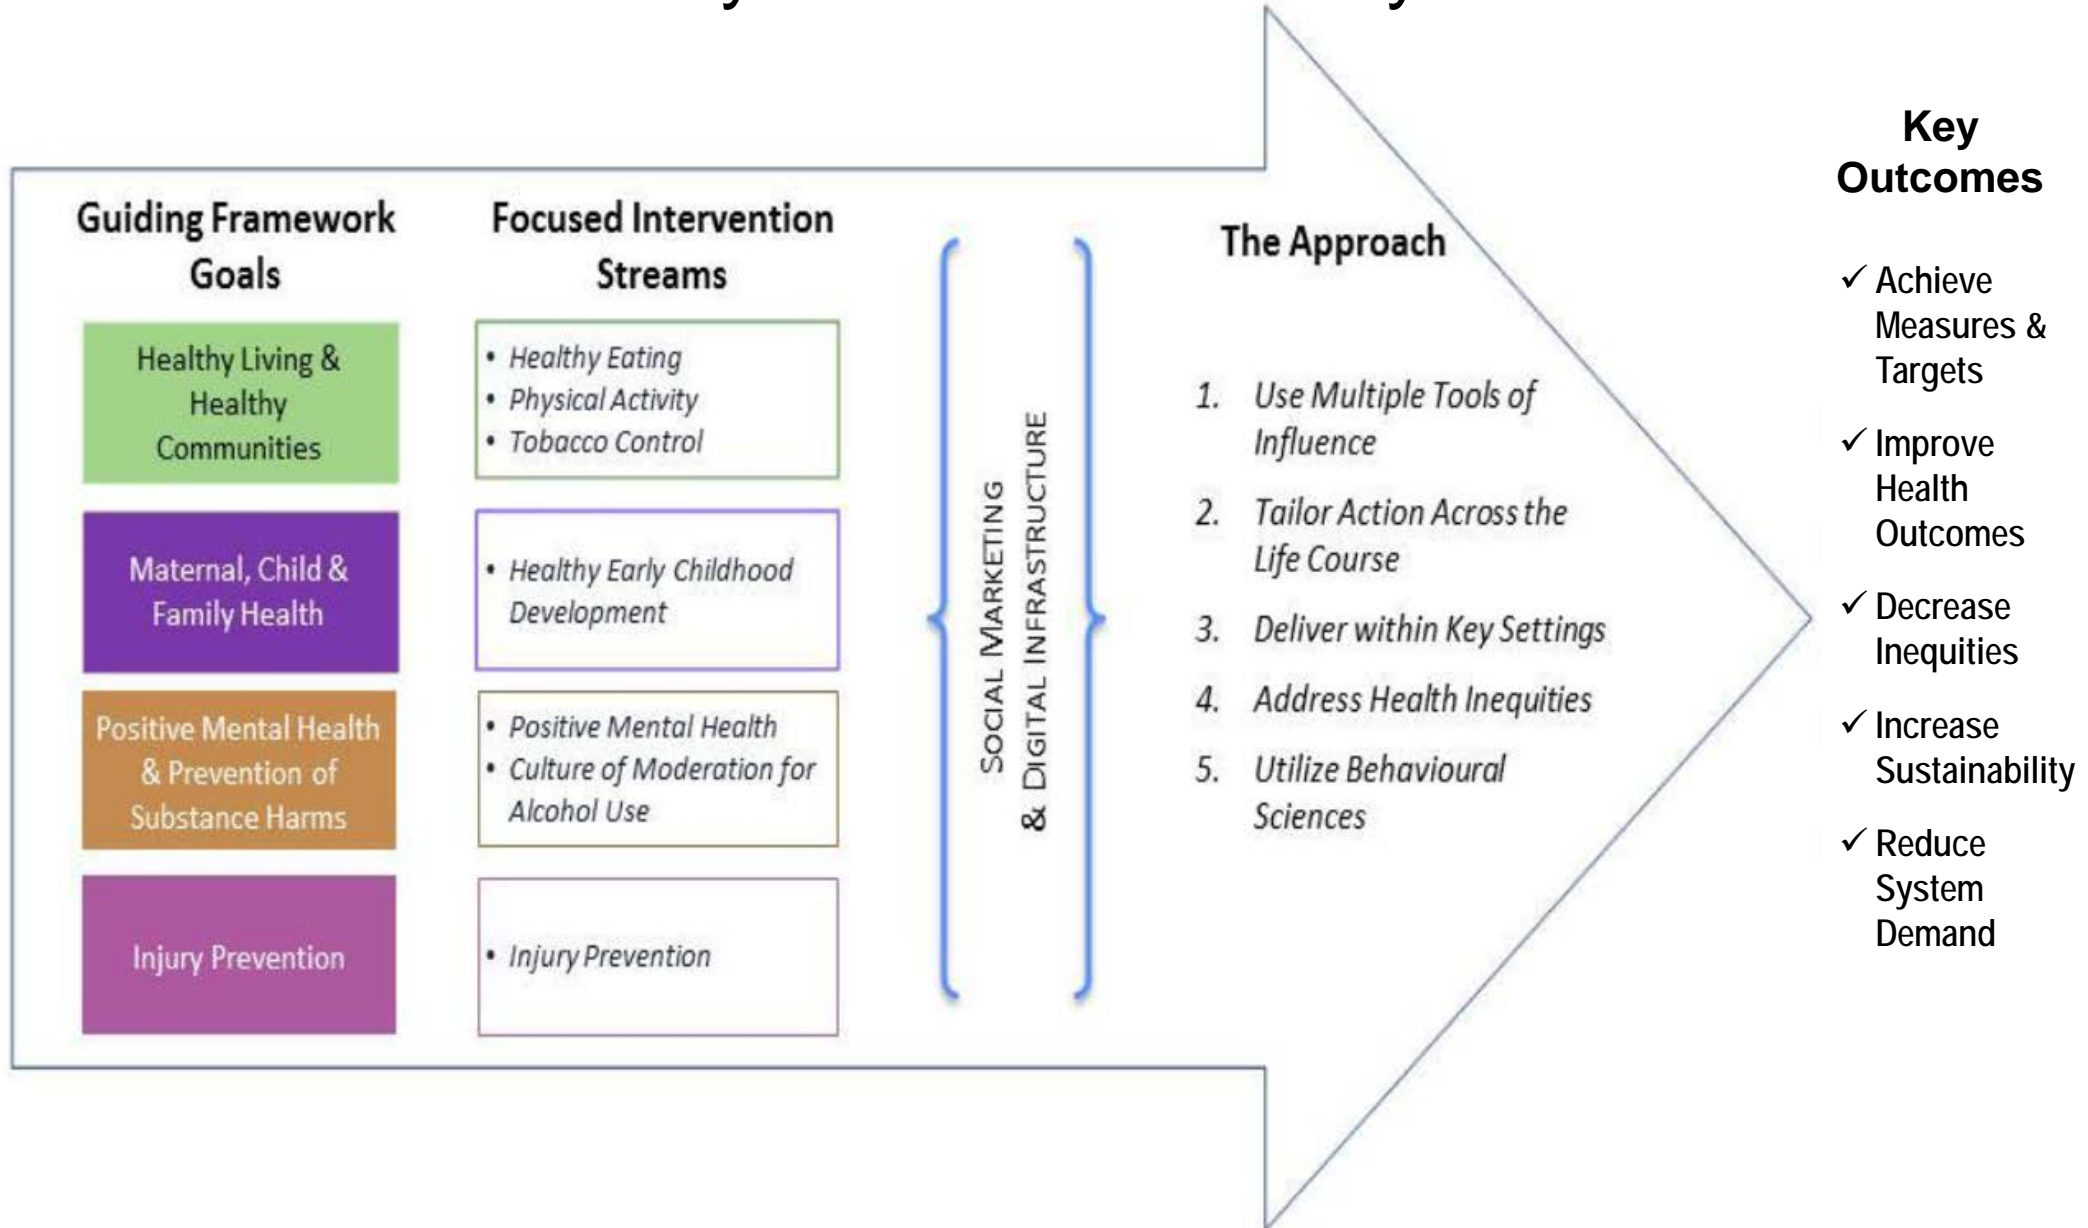 Guiding Framework
Goals
Healthy Living &
Healthy
Communities
Maternal, Child &
Family Health
Positive Mental Health
& Prevention of
Substance Harms
Injury Prevention
Focused Intervention
Streams
• Healthy Eating
• Physical Activity
• Tobacco Control
• Healthy Early Childhood
Development
• Positive Mental Health
• Culture of Moderation for
Alcohol Use
• Injury Prevention
SOCIAL MARKETING
& DIGITAL INFRASTRUCTURE
The Approach
1. Use Multiple Tools of
Influence
2. Tailor Action Across the
Life Course
3. Deliver within Key Settings
4. Address Health Inequities
5. Utilize Behavioural
Sciences
Key
Outcomes
✓ Achieve
Measures &
Targets
✓ Improve
Health
Outcomes
✓ Decrease
Inequities
✓ Increase
Sustainability
✓ Reduce
System
Demand